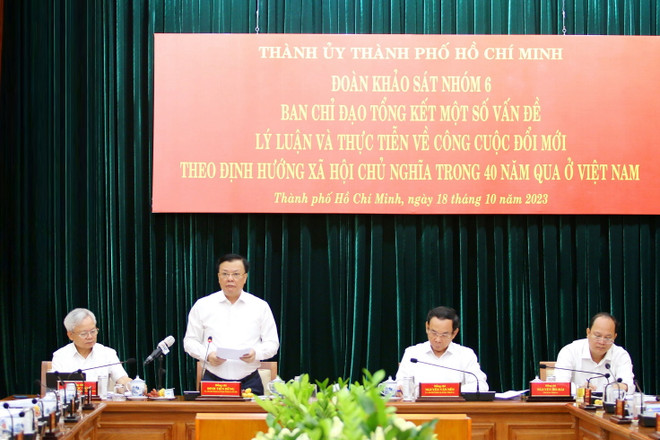 THÀNH ỦY THÀNH PHỐ HỒ CHÍ MINH
ĐOÀN KHẢO SÁT NHÓM 6
BAN CHỈ ĐẠO TỔNG KẾT MỘT SỐ VẤN ĐỀ
LÝ LUẬN VÀ THỰC TIỄN VỀ CÔNG CUỘC ĐỔI MỚI
THEO ĐỊNH HƯỚNG XÃ HỘI CHỦ NGHĨA TRONG 40 NĂM QUA Ở VIỆT NAM
Thành phố Hồ Chí Minh, ngày 18 tháng 10 năm 2023